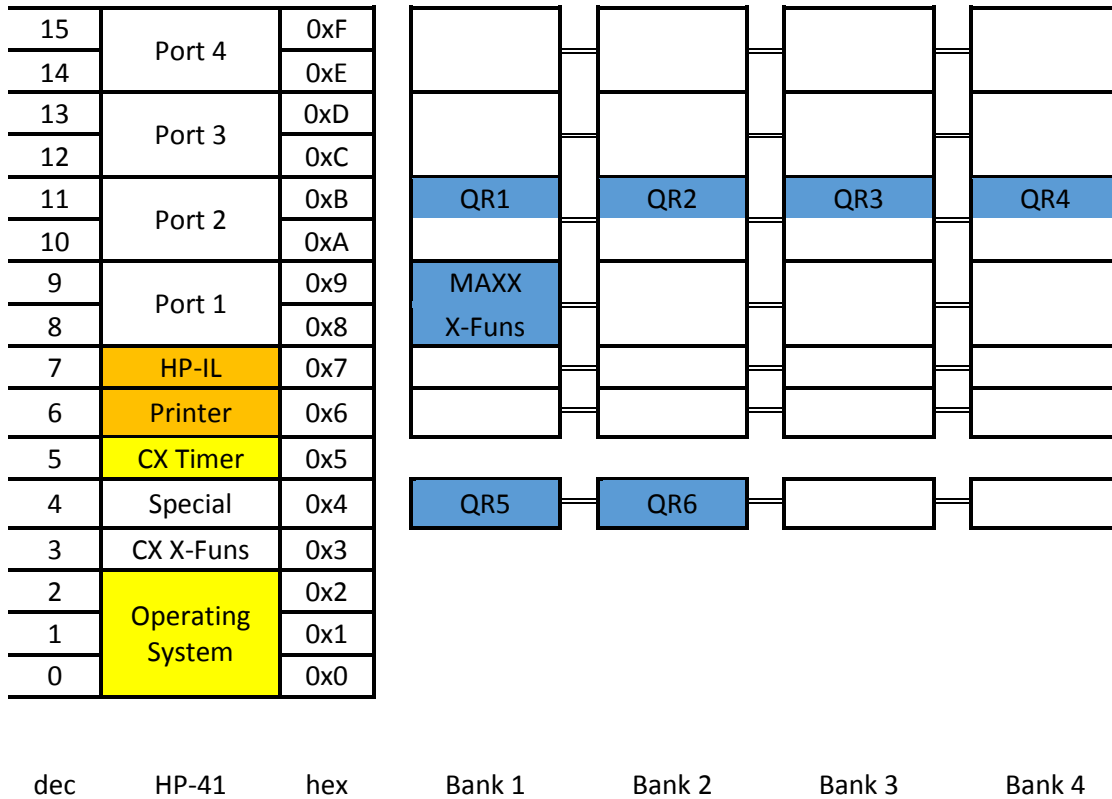 15 Port 4 0xF
14 0xE
13 Port 3 0xD
12 0xC
11 Port 2 0xB QR1 QR2 QR3 QR4
10 0xA
9 Port 1 0x9 MAXX
8 0x8 X-Funs
7 HP-IL 0x7
6 Printer 0x6
5 CX Timer 0x5
4 Special 0x4 QR5 QR6
3 CX X-Funs 0x3
2 Operating 0x2
1 System 0x1
0 0x0
dec HP-41 hex Bank 1 Bank 2 Bank 3 Bank 4